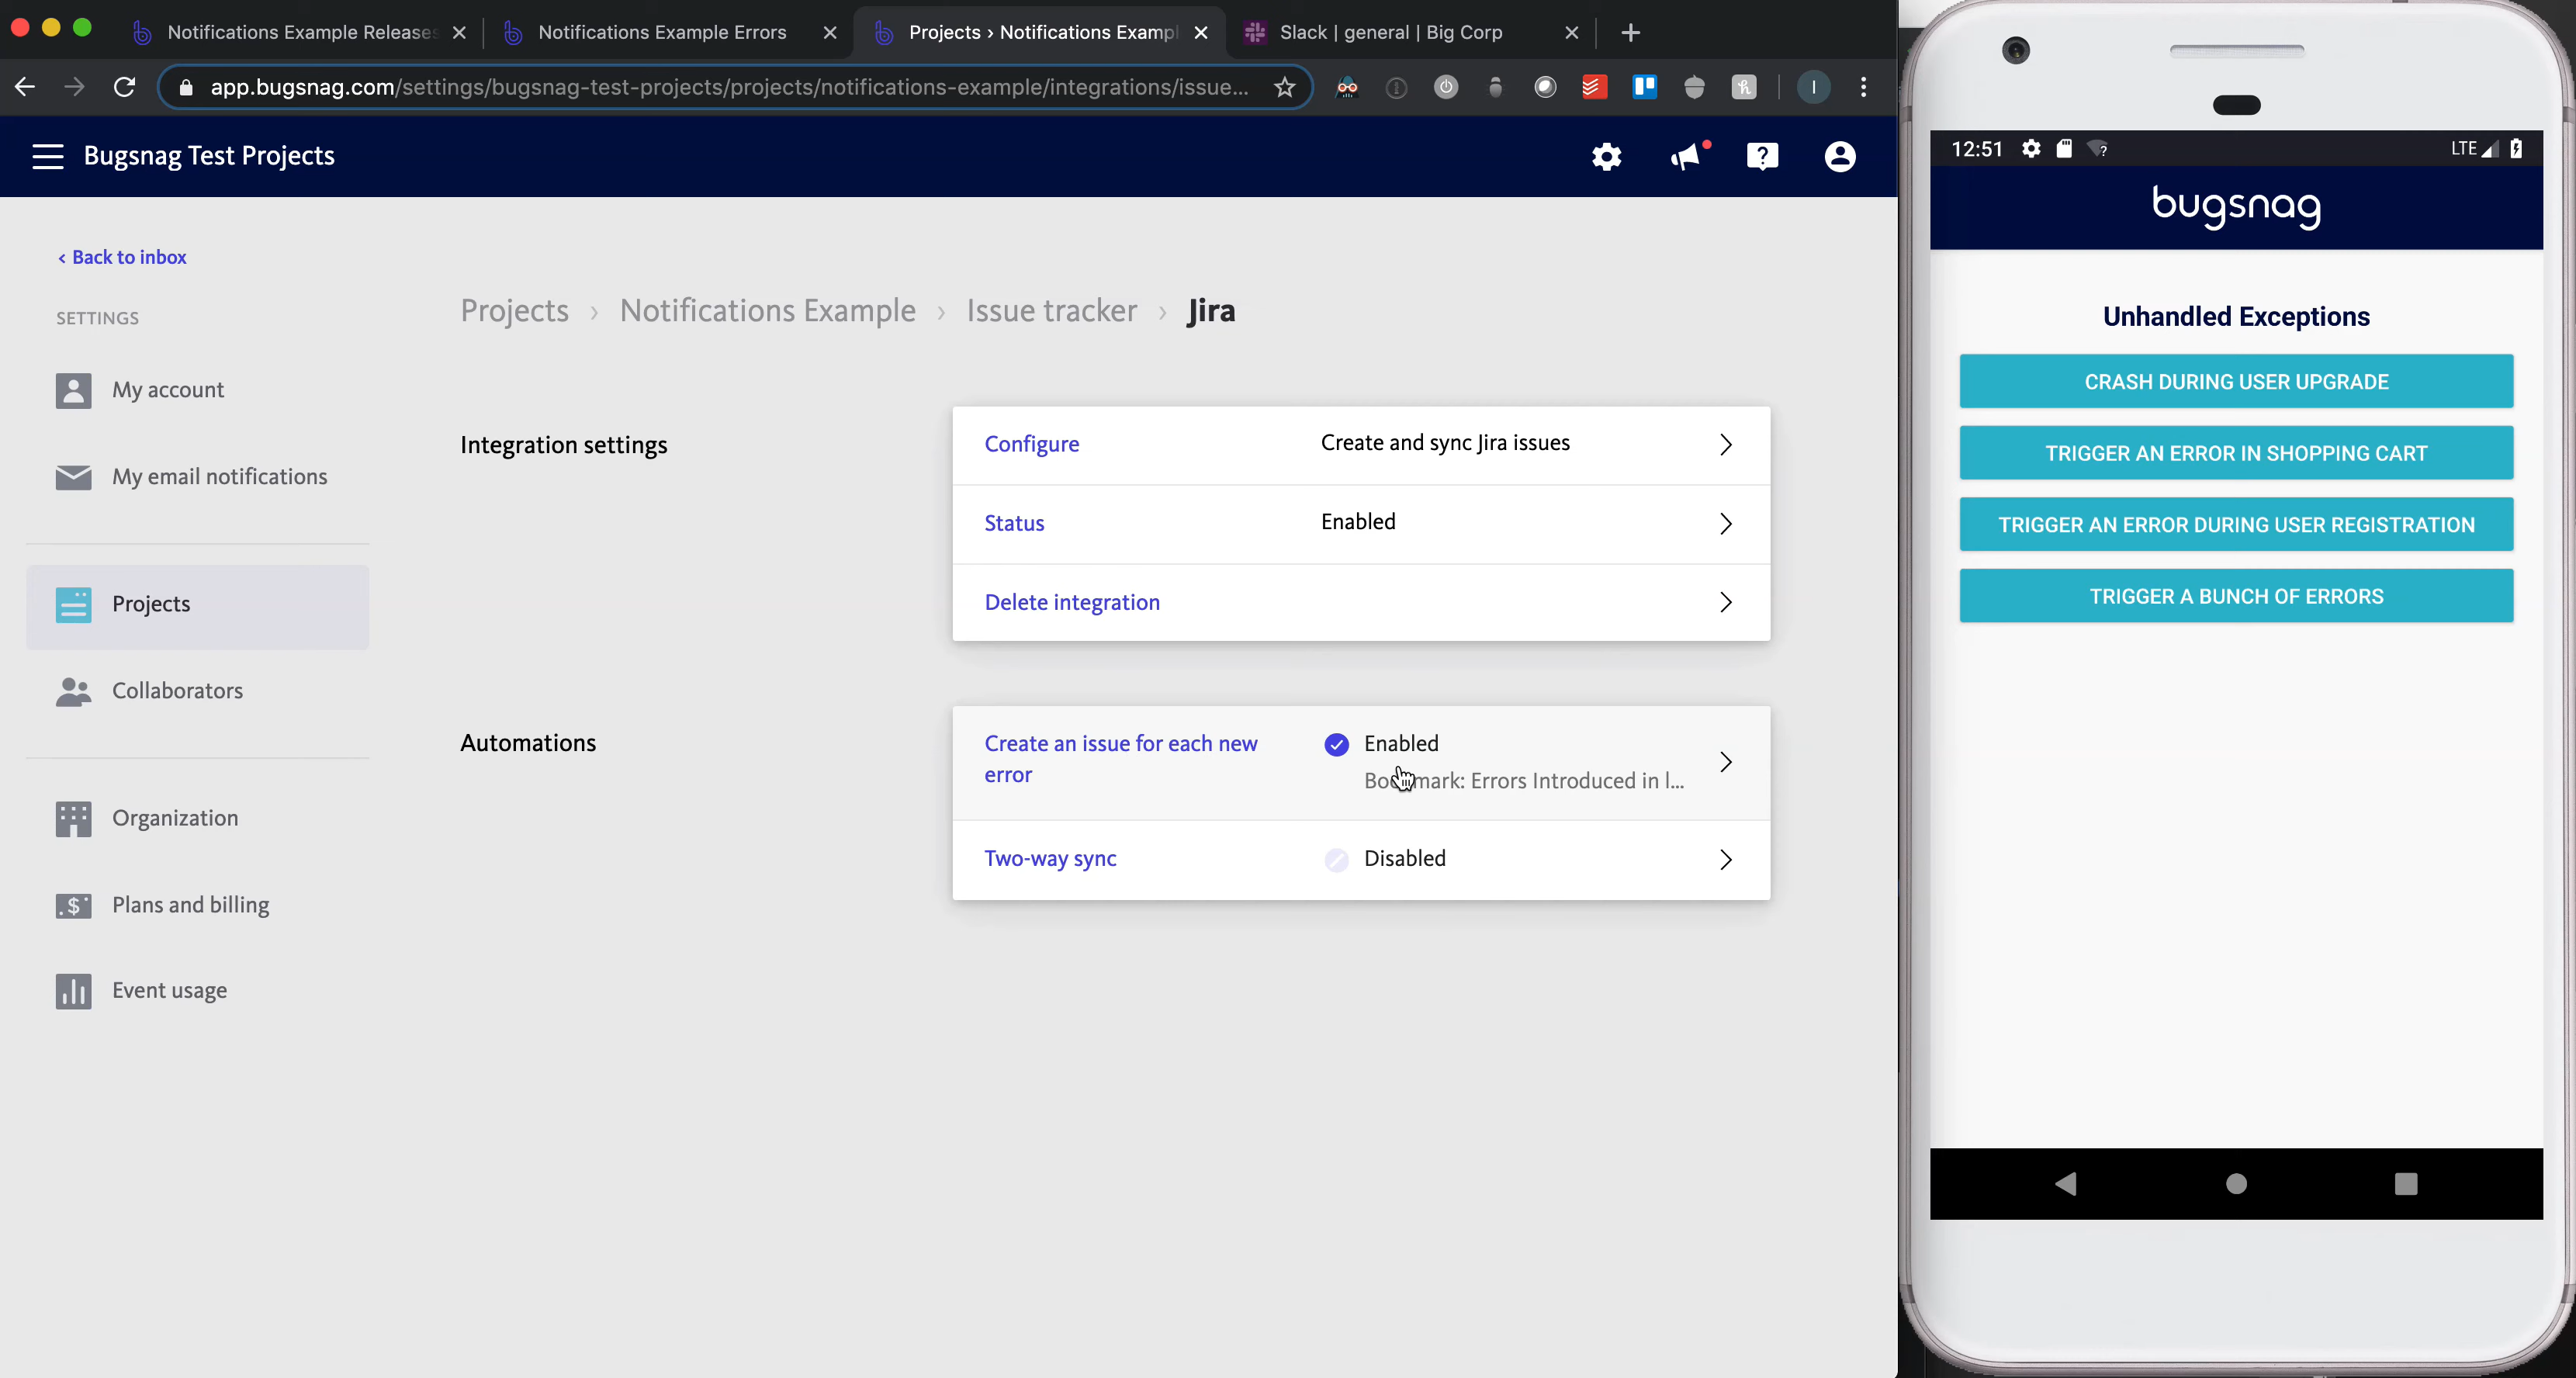 Notifications Example Releases
Notifications Example Errors
Projects › Notifications Exampl
Slack | general | Big Corp
app.bugsnag.com/settings/bugsnag-test-projects/projects/notifications-example/integrations/issue...
I
Bugsnag Test Projects
‹ Back to inbox
SETTINGS
My account
My email notifications
Projects
Collaborators
Organization
Plans and billing
Event usage
Projects › Notifications Example › Issue tracker › Jira
Integration settings
Configure Create and sync Jira issues
Status Enabled
Delete integration
Automations
Create an issue for each new
error
Enabled
Bookmark: Errors Introduced in l...
Two-way sync Disabled
12:51
LTE
bugsnag
Unhandled Exceptions
CRASH DURING USER UPGRADE
TRIGGER AN ERROR IN SHOPPING CART
TRIGGER AN ERROR DURING USER REGISTRATION
TRIGGER A BUNCH OF ERRORS